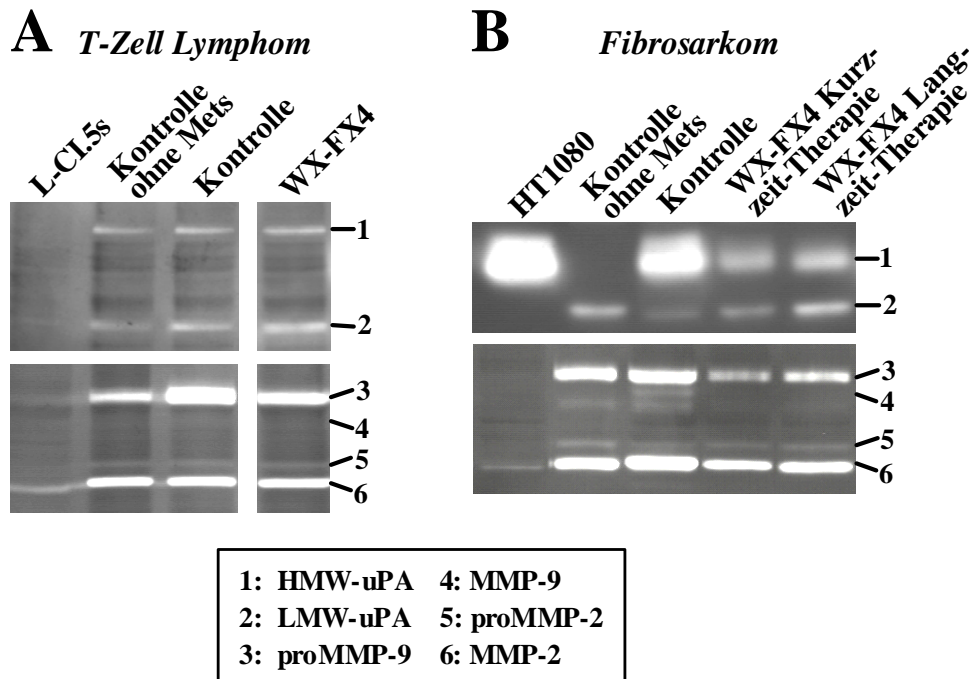 A T-Zell Lymphom
L-CI.5s
Kontrolle
ohne Mets
Kontrolle
WX-FX4
1
2
3
4
5
6
B Fibrosarkom
HT1080
Kontrolle
ohne Mets
Kontrolle
WX-FX4 Kurz-
zeit-Therapie
WX-FX4 Lang-
zeit-Therapie
1
2
3
4
5
6
1: HMW-uPA 4: MMP-9
2: LMW-uPA 5: proMMP-2
3: proMMP-9 6: MMP-2